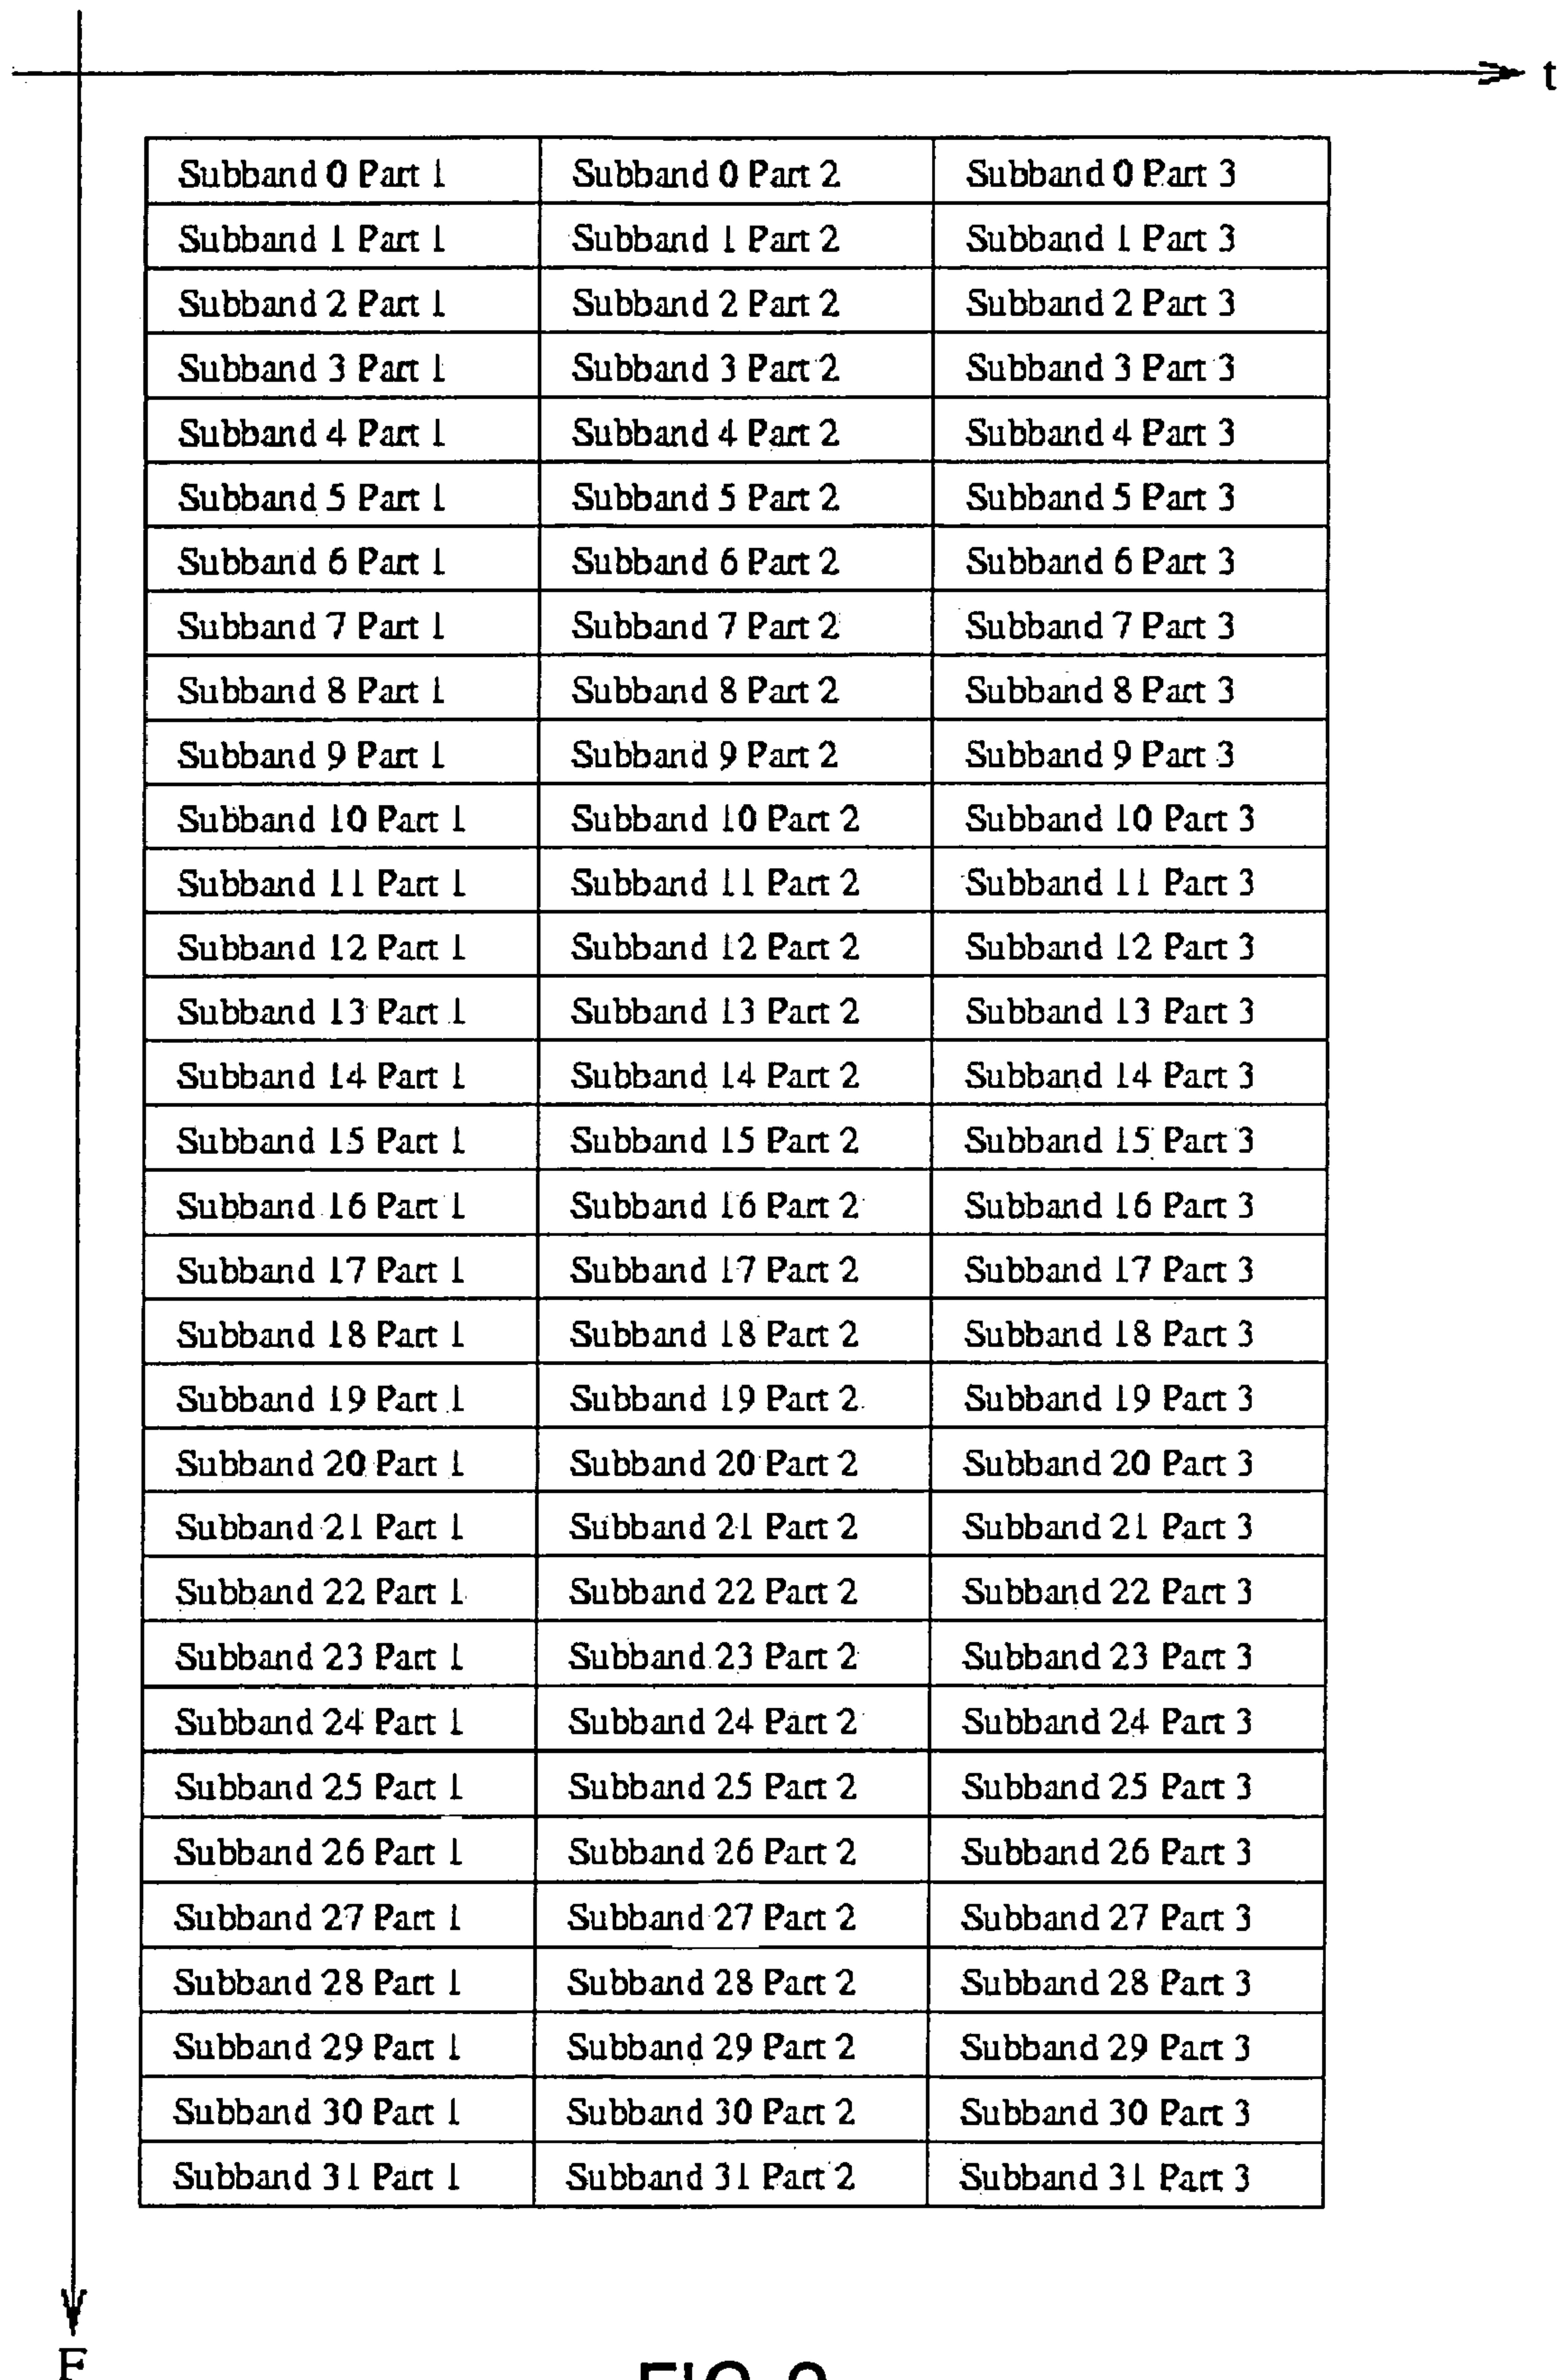 t
Subband 0 Part 1 Subband 0 Part 2 Subband 0 Part 3
Subband 1 Part 1 Subband 1 Part 2 Subband 1 Part 3
Subband 2 Part 1 Subband 2 Part 2 Subband 2 Part 3
Subband 3 Part 1 Subband 3 Part 2 Subband 3 Part 3
Subband 4 Part 1 Subband 4 Part 2 Subband 4 Part 3
Subband 5 Part 1 Subband 5 Part 2 Subband 5 Part 3
Subband 6 Part 1 Subband 6 Part 2 Subband 6 Part 3
Subband 7 Part 1 Subband 7 Part 2 Subband 7 Part 3
Subband 8 Part 1 Subband 8 Part 2 Subband 8 Part 3
Subband 9 Part 1 Subband 9 Part 2 Subband 9 Part 3
Subband 10 Part 1 Subband 10 Part 2 Subband 10 Part 3
Subband 11 Part 1 Subband 11 Part 2 Subband 11 Part 3
Subband 12 Part 1 Subband 12 Part 2 Subband 12 Part 3
Subband 13 Part 1 Subband 13 Part 2 Subband 13 Part 3
Subband 14 Part 1 Subband 14 Part 2 Subband 14 Part 3
Subband 15 Part 1 Subband 15 Part 2 Subband 15 Part 3
Subband 16 Part 1 Subband 16 Part 2 Subband 16 Part 3
Subband 17 Part 1 Subband 17 Part 2 Subband 17 Part 3
Subband 18 Part 1 Subband 18 Part 2 Subband 18 Part 3
Subband 19 Part 1 Subband 19 Part 2 Subband 19 Part 3
Subband 20 Part 1 Subband 20 Part 2 Subband 20 Part 3
Subband 21 Part 1 Subband 21 Part 2 Subband 21 Part 3
Subband 22 Part 1 Subband 22 Part 2 Subband 22 Part 3
Subband 23 Part 1 Subband 23 Part 2 Subband 23 Part 3
Subband 24 Part 1 Subband 24 Part 2 Subband 24 Part 3
Subband 25 Part 1 Subband 25 Part 2 Subband 25 Part 3
Subband 26 Part 1 Subband 26 Part 2 Subband 26 Part 3
Subband 27 Part 1 Subband 27 Part 2 Subband 27 Part 3
Subband 28 Part 1 Subband 28 Part 2 Subband 28 Part 3
Subband 29 Part 1 Subband 29 Part 2 Subband 29 Part 3
Subband 30 Part 1 Subband 30 Part 2 Subband 30 Part 3
Subband 31 Part 1 Subband 31 Part 2 Subband 31 Part 3
F